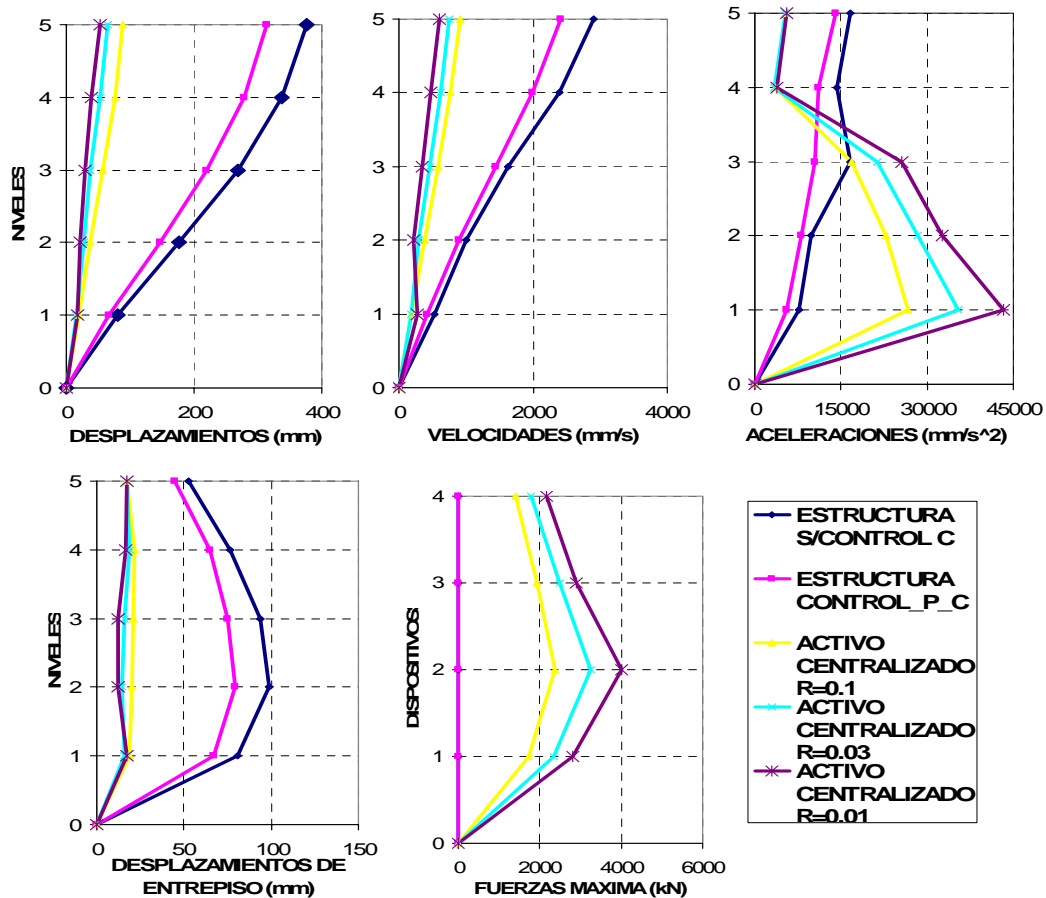 5
4
3
2
1
0
NIVELES
0 200 400
DESPLAZAMIENTOS (mm)
5
4
3
2
1
0
0 2000 4000
VELOCIDADES (mm/s)
5
4
3
2
1
0
0 15000 30000 45000
ACELERACIONES (mm/s^2)
5
4
3
2
1
0
NIVELES
0 50 100 150
DESPLAZAMIENTOS DE
ENTREPISO (mm)
4
3
2
1
0
DISPOSITIVOS
0 2000 4000 6000
FUERZAS MAXIMA (kN)
ESTRUCTURA
S/CONTROL C
ESTRUCTURA
CONTROL_P_C
ACTIVO
CENTRALIZADO
R=0.1
ACTIVO
CENTRALIZADO
R=0.03
ACTIVO
CENTRALIZADO
R=0.01